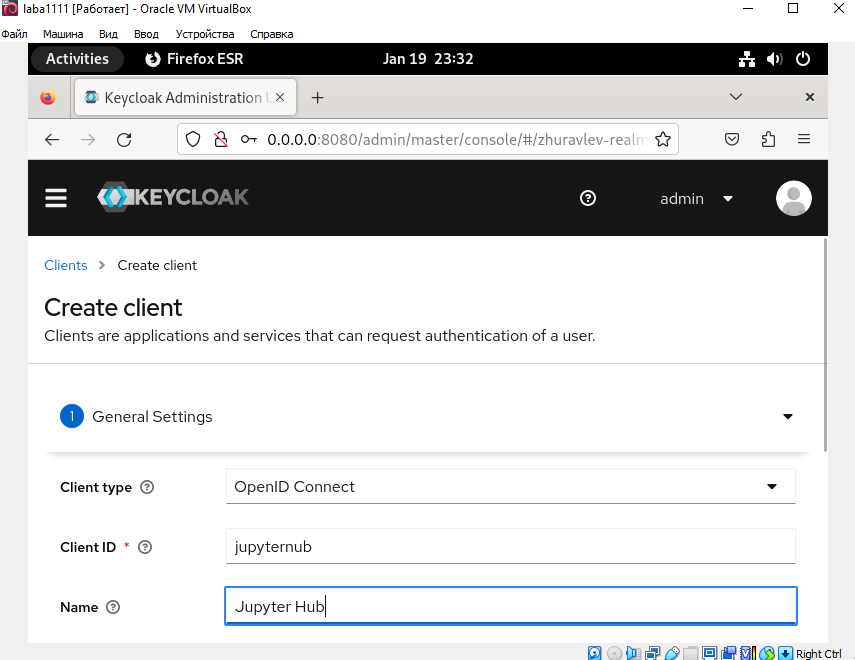 laba1111 [Работает] - Oracle VM VirtualBox
Файл Машина Вид Ввод Устройства Справка
Activities Firefox ESR Jan 19 23:32
Keycloak Administration U
0.0.0.0:8080/admin/master/console/#/zhuravlev-realm
KEYCLOAK admin
Clients Create client
Create client
Clients are applications and services that can request authentication of a user.
1 General Settings
Client type OpenID Connect
Client ID * jupyternub
Name Jupyter Hub
Right Ctrl